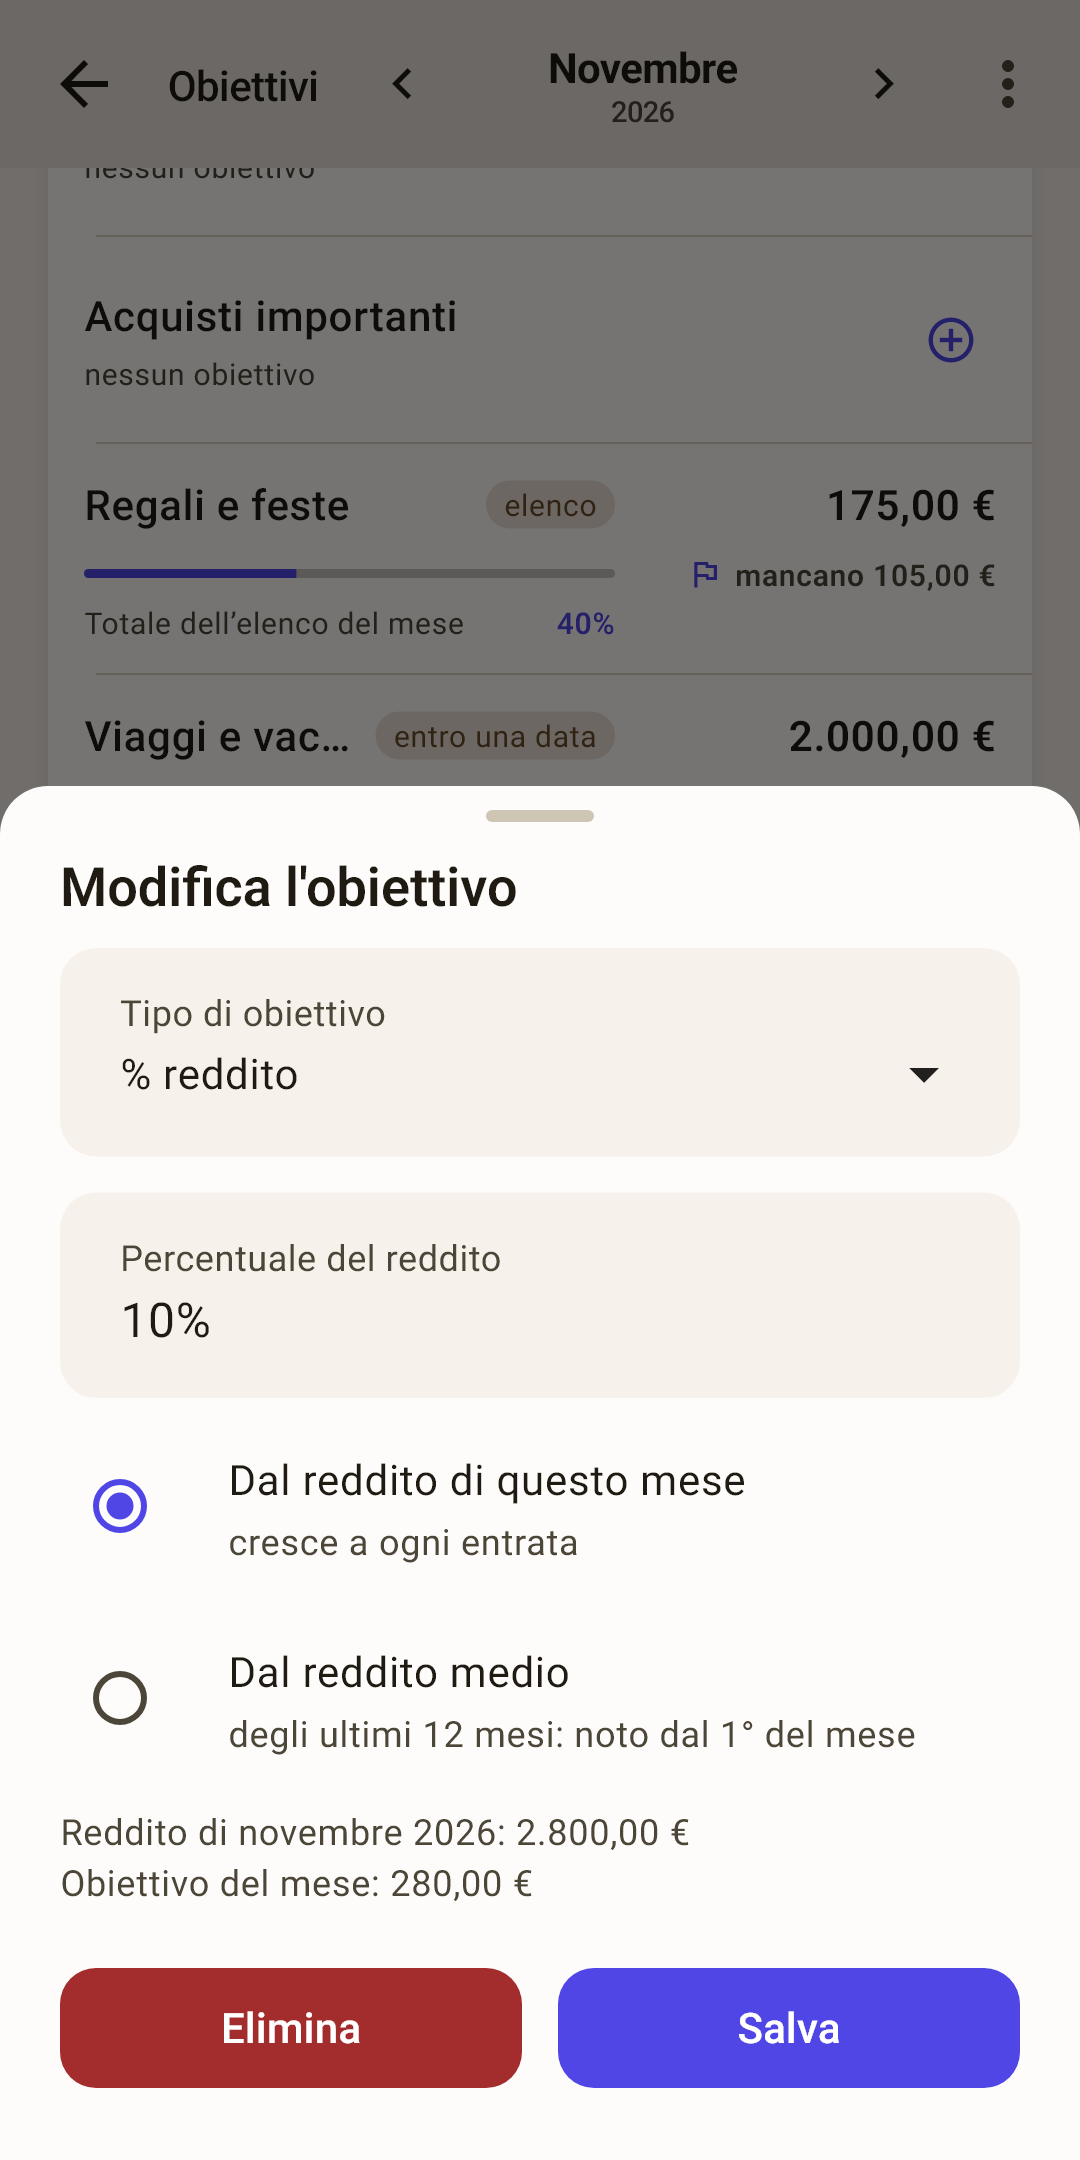 Obiettivi
Novembre
2026
nessun obiettivo
Acquisti importanti
nessun obiettivo
Regali e feste
elenco
175,00 €
mancano 105,00 €
Totale dell’elenco del mese
40%
Viaggi e vac...
entro una data
2.000,00 €
Modifica l'obiettivo
Tipo di obiettivo
% reddito
Percentuale del reddito
10%
Dal reddito di questo mese
cresce a ogni entrata
Dal reddito medio
degli ultimi 12 mesi: noto dal 1° del mese
Reddito di novembre 2026: 2.800,00 €
Obiettivo del mese: 280,00 €
Elimina
Salva